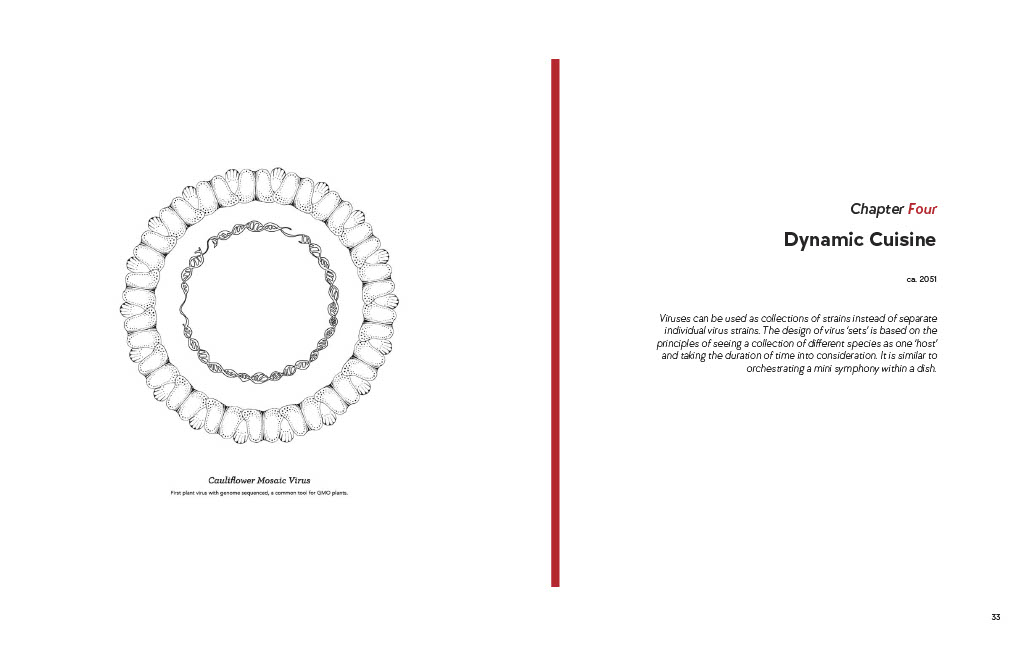 Cauliflower Mosaic Virus
First plant virus with genome sequenced, a common tool for GMO plants.
Chapter Four
Dynamic Cuisine
ca. 2051
Viruses can be used as collections of strains instead of separate
individual virus strains. The design of virus ‘sets’ is based on the
principles of seeing a collection of different species as one ‘host’
and taking the duration of time into consideration. It is similar to
orchestrating a mini symphony within a dish.
33